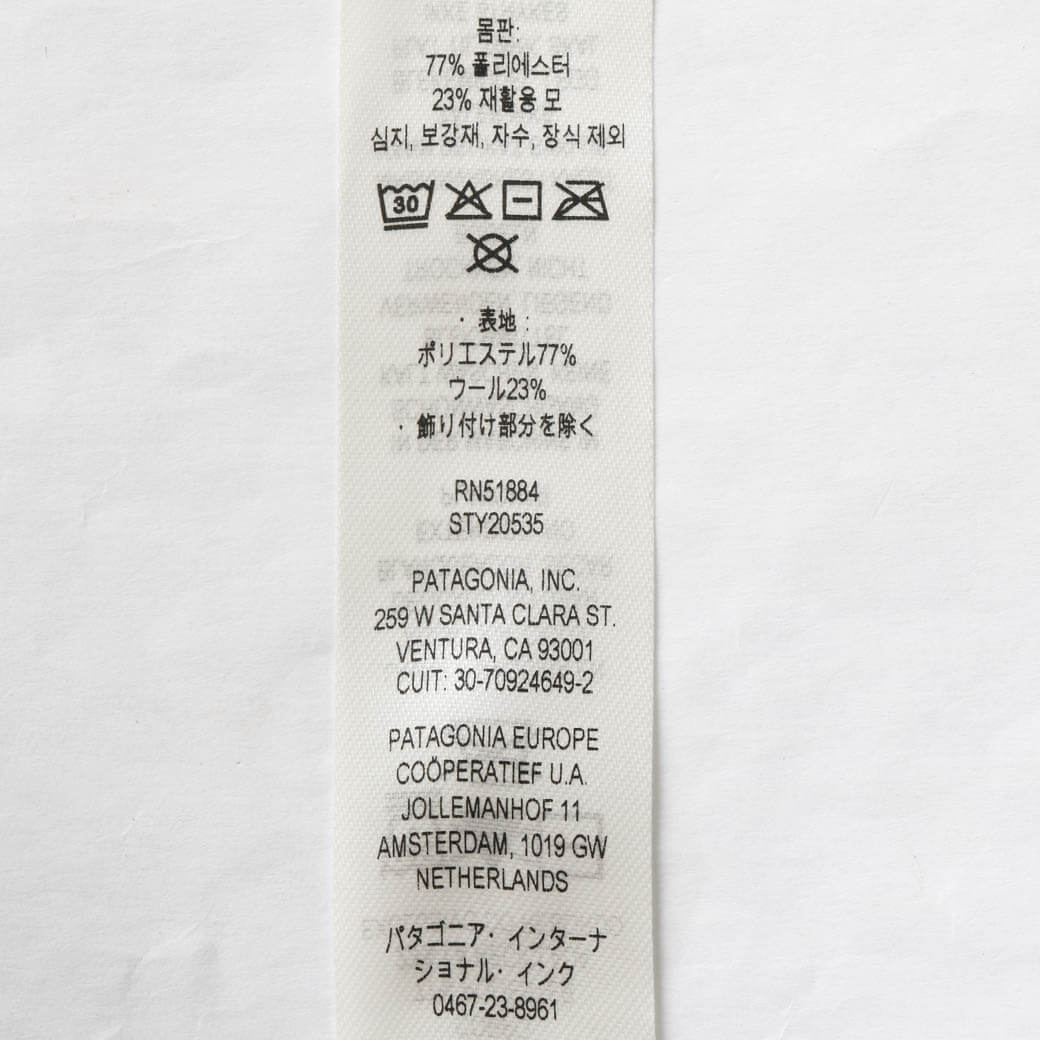 몸판:
77% 폴리에스터
23% 재활용 모
심지, 보강재, 자수, 장식 제외
30
· 表地 :
ポリエステル77%
ウール23%
· 飾り付け部分を除く
RN51884
STY20535
PATAGONIA, INC.
259 W SANTA CLARA ST.
VENTURA, CA 93001
CUIT: 30-70924649-2
PATAGONIA EUROPE
COÖPERATIEF U.A.
JOLLEMANHOF 11
AMSTERDAM, 1019 GW
NETHERLANDS
パタゴニア· インターナ
ショナル· インク
0467-23-8961